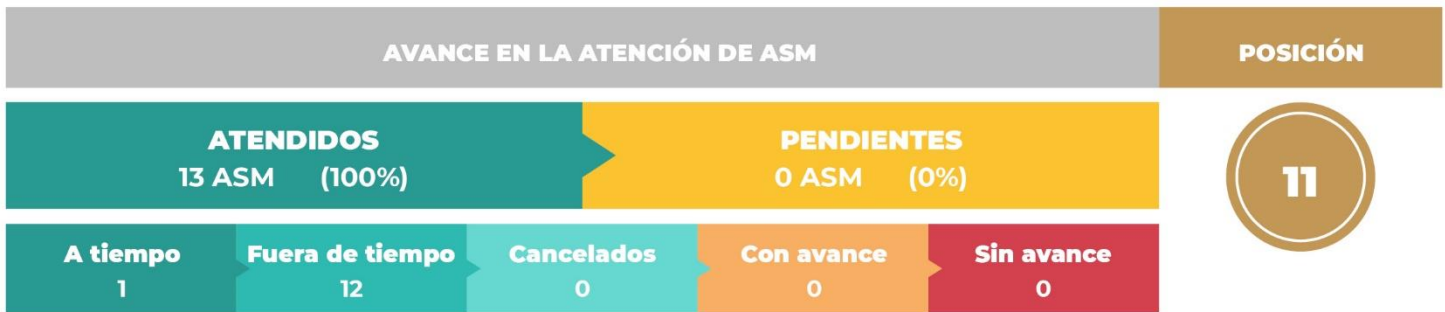 AVANCE EN LA ATENCIÓN DE ASM
POSICIÓN
ATENDIDOS
13 ASM (100%)
PENDIENTES
0 ASM (0%)
11
A tiempo
1
Fuera de tiempo
12
Cancelados
0
Con avance
0
Sin avance
0